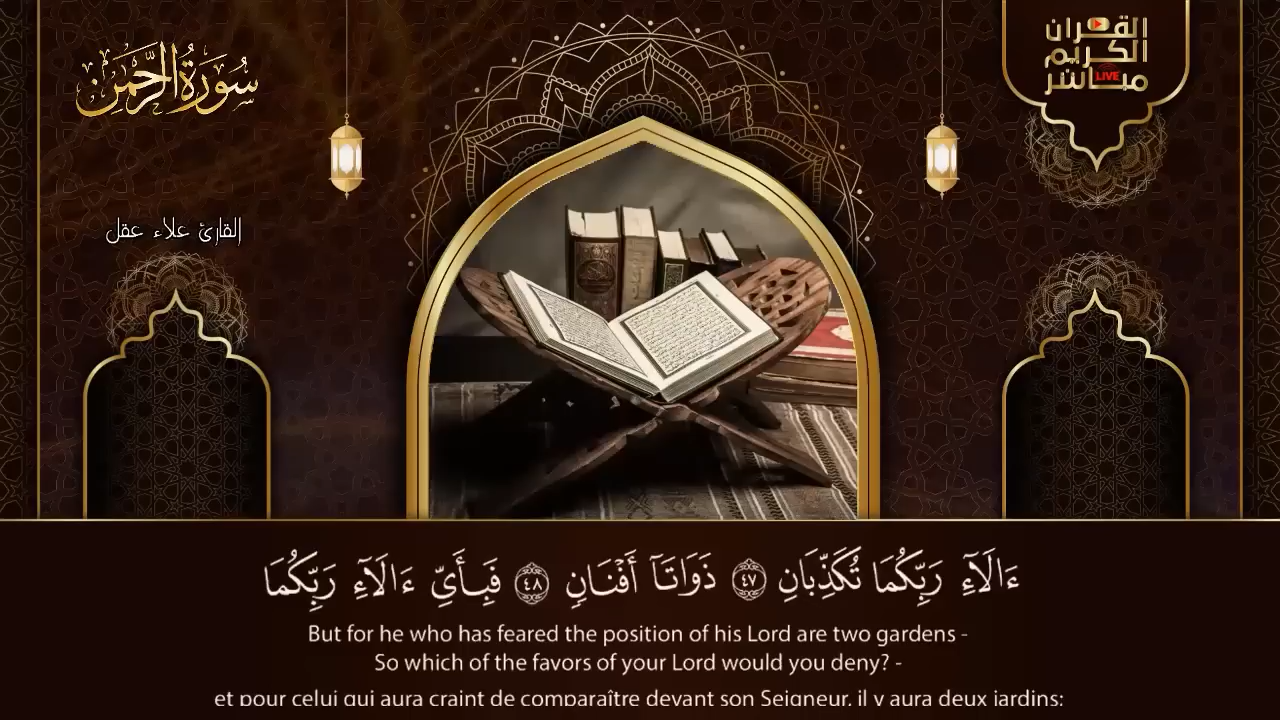 سُورَةُ الرَّحْمَن
القرآن
الكريم
مباشر
LIVE
القارئ علاء عقل
ءَالَآءِ رَبِّكُمَا تُكَذِّبَانِ ٤٧ ذَوَاتَآ أَفْنَانٍ ٤٨ فَبِأَيِّ ءَالَآءِ رَبِّكُمَا
But for he who has feared the position of his Lord are two gardens -
So which of the favors of your Lord would you deny? -
et pour celui qui aura craint de comparaître devant son Seigneur, il y aura deux jardins: